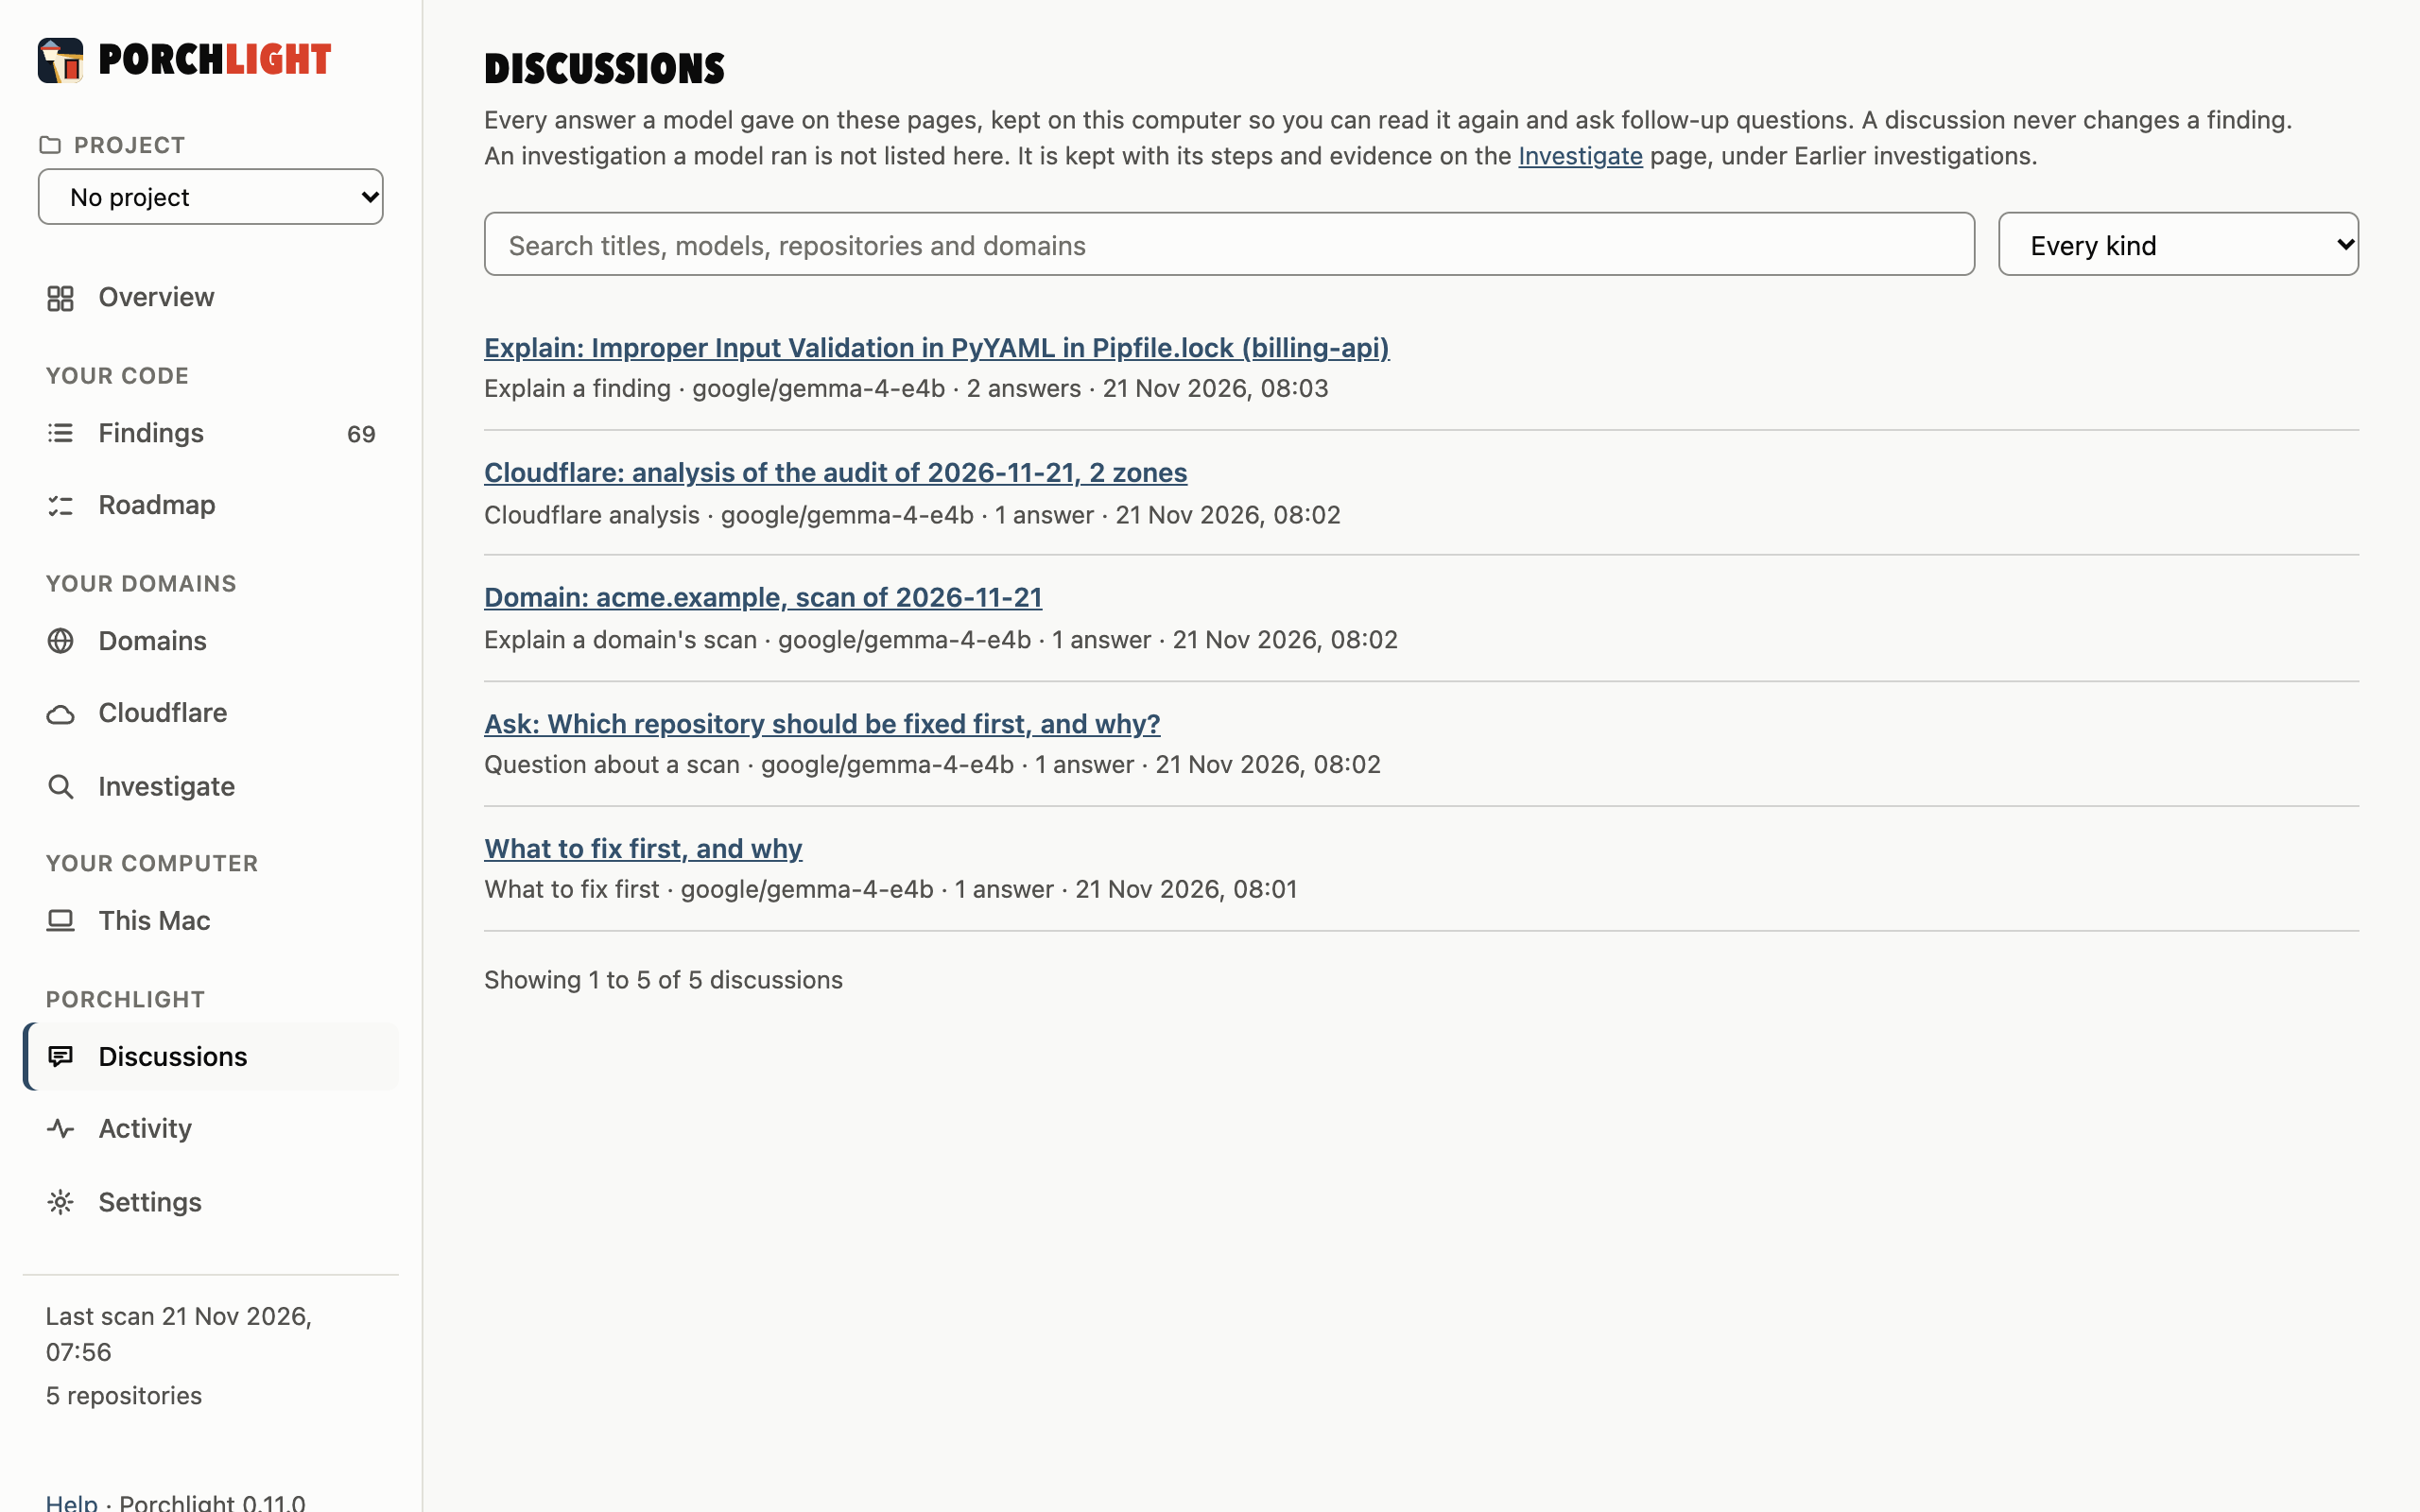 PORCHLIGHT
PROJECT
No project
Overview
YOUR CODE
Findings 69
Roadmap
YOUR DOMAINS
Domains
Cloudflare
Investigate
YOUR COMPUTER
This Mac
PORCHLIGHT
Discussions
Activity
Settings
Last scan 21 Nov 2026,
07:56
5 repositories
Help · Porchlight 0.11.0
DISCUSSIONS
Every answer a model gave on these pages, kept on this computer so you can read it again and ask follow-up questions. A discussion never changes a finding.
An investigation a model ran is not listed here. It is kept with its steps and evidence on the Investigate page, under Earlier investigations.
Search titles, models, repositories and domains
Every kind
Explain: Improper Input Validation in PyYAML in Pipfile.lock (billing-api)
Explain a finding · google/gemma-4-e4b · 2 answers · 21 Nov 2026, 08:03
Cloudflare: analysis of the audit of 2026-11-21, 2 zones
Cloudflare analysis · google/gemma-4-e4b · 1 answer · 21 Nov 2026, 08:02
Domain: acme.example, scan of 2026-11-21
Explain a domain's scan · google/gemma-4-e4b · 1 answer · 21 Nov 2026, 08:02
Ask: Which repository should be fixed first, and why?
Question about a scan · google/gemma-4-e4b · 1 answer · 21 Nov 2026, 08:02
What to fix first, and why
What to fix first · google/gemma-4-e4b · 1 answer · 21 Nov 2026, 08:01
Showing 1 to 5 of 5 discussions